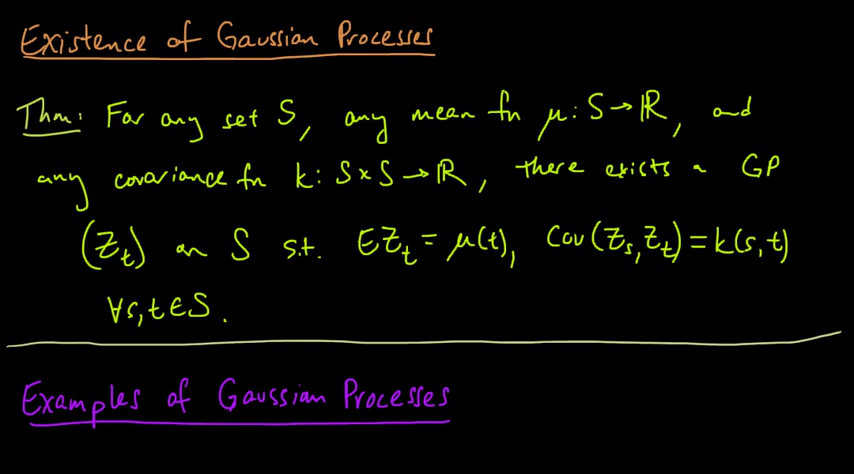 Existence of Gaussian Processes
Thm: For any set S, any mean fn μ: S→ℝ, and
any covariance fn k: S×S→ℝ, there exists a GP
(Z_t) on S s.t. EZ_t = μ(t), Cov(Z_s, Z_t) = k(s,t)
∀s,t∈S.
Examples of Gaussian Processes